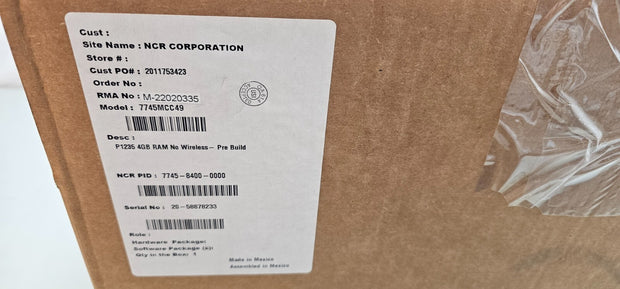 Cust :
Site Name : NCR CORPORATION
Store # :
Cust PO# : 2011753423
Order No :
RMA No : M-22020335
Model : 7745MCC49
Desc :
P1235 4GB RAM No Wireless- Pre Build
NCR PID : 7745-8400-0000
Serial No : 26-58878233
Role :
Hardware Package:
Software Package (s):
Qty in the Box: 1
Made in Mexico
Assembled in Mexico